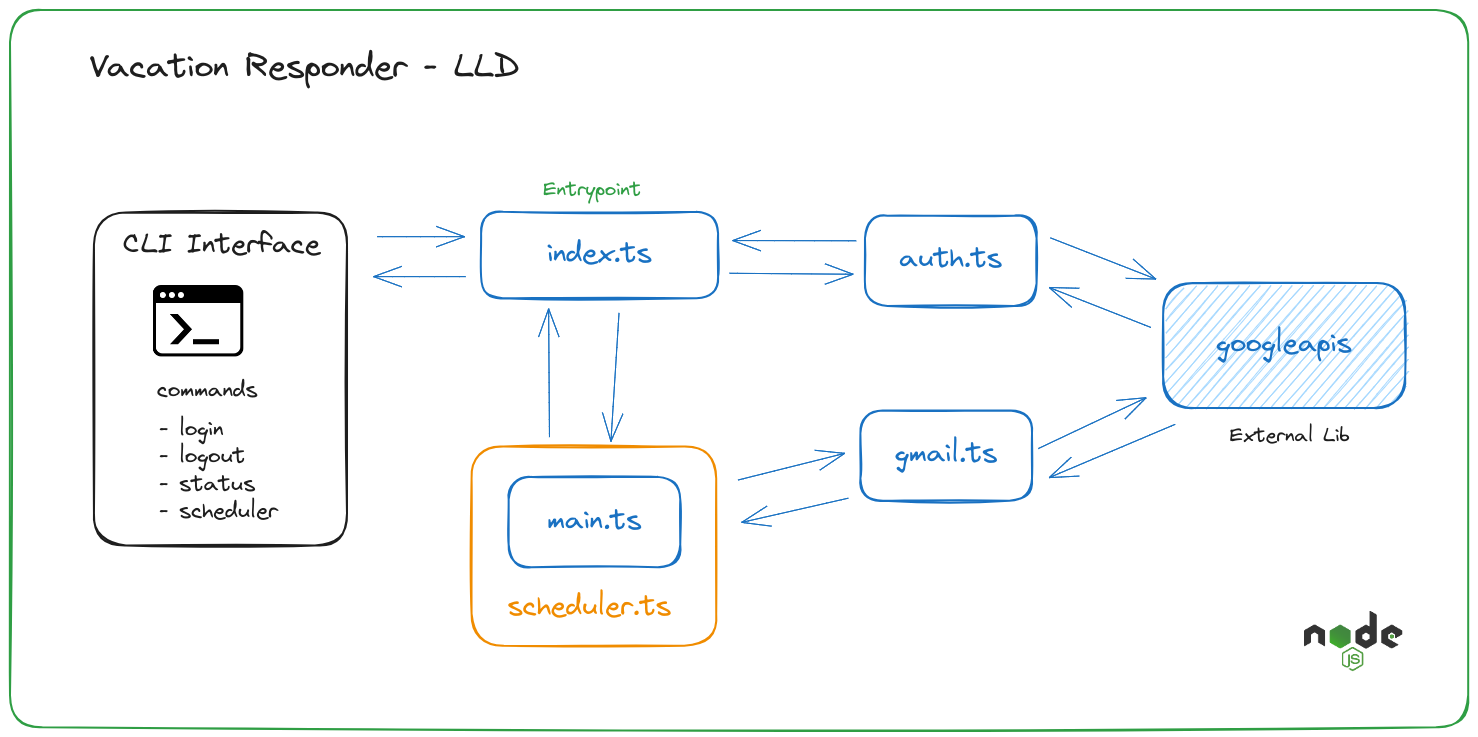 Vacation Responder - LLD
Entrypoint
CLI Interface
index.ts
auth.ts
googleapis
External Lib
commands
- login
- logout
- status
- scheduler
gmail.ts
main.ts
scheduler.ts
node
JS